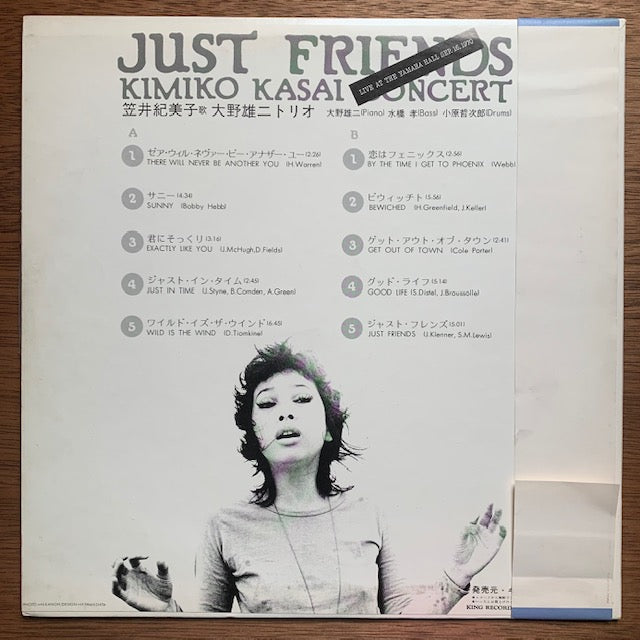 JUST FRIENDS
LIVE AT THE YAMAHA HALL SEP. 16, 1970
KIMIKO KASAI CONCERT
笠井紀美子歌 大野雄二トリオ 大野雄二(Piano) 水橋 孝(Bass) 小原哲次郎(Drums)
A
1 ゼア・ウィル・ネヴァー・ビー・アナザー・ユー(2:26)
THERE WILL NEVER BE ANOTHER YOU (H.Warren)
2 サニー(4:34)
SUNNY (Bobby Hebb)
3 君にそっくり(3:16)
EXACTLY LIKE YOU (J.McHugh,D.Fields)
4 ジャスト・イン・タイム(2:45)
JUST IN TIME (J.Styne, B.Comden, A.Green)
5 ワイルド・イズ・ザ・ウインド(6:45)
WILD IS THE WIND (D.Tiomkine)
B
1 恋はフェニックス(2:56)
BY THE TIME I GET TO PHOENIX (Webb)
2 ビウィッチト(5:56)
BEWICHED (H.Greenfield, J.Keller)
3 ゲット・アウト・オブ・タウン(2:41)
GET OUT OF TOWN (Cole Porter)
4 グッド・ライフ(5:14)
GOOD LIFE (S.Distel, J.Broussolle)
5 ジャスト・フレンズ(5:01)
JUST FRIENDS (J.Klenner, S.M.Lewis)
発売元・
KING RECORD